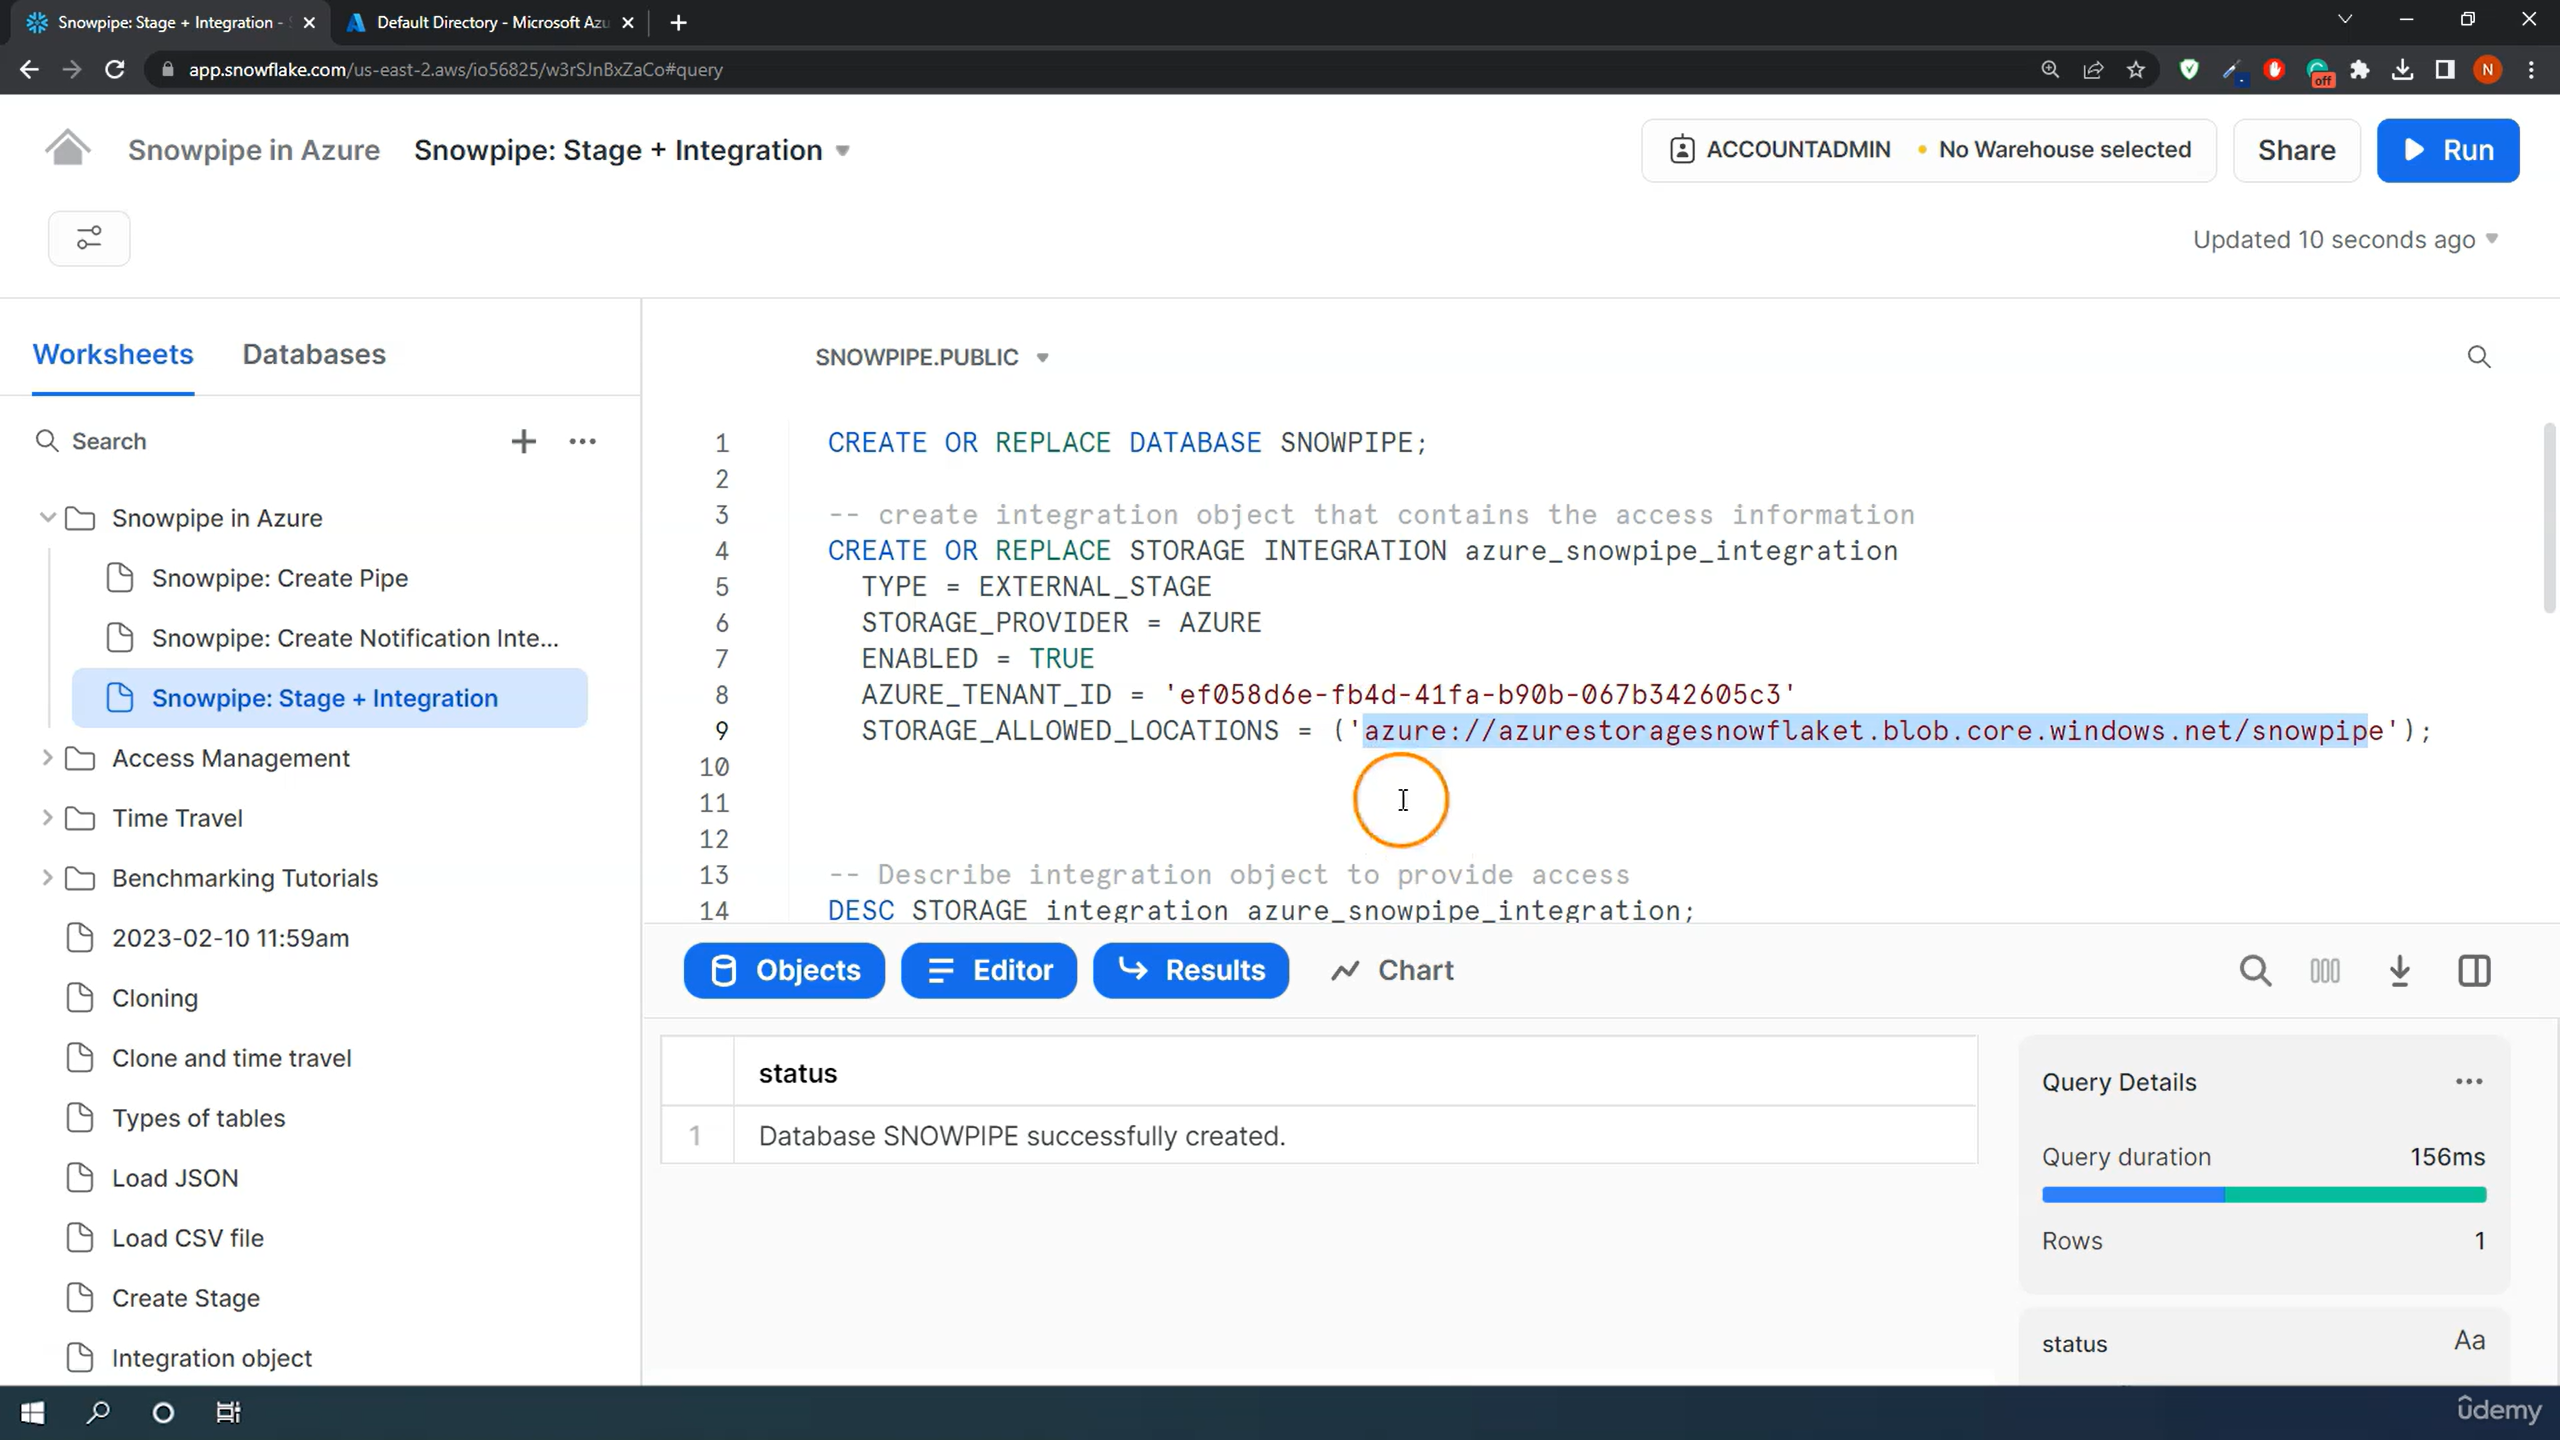 Snowpipe: Stage + Integration -
Default Directory - Microsoft Azu
app.snowflake.com/us-east-2.aws/io56825/w3rSJnBxZaCo#query
off
N
Snowpipe in Azure
Snowpipe: Stage + Integration
ACCOUNTADMIN
No Warehouse selected
Share
Run
Updated 10 seconds ago
Worksheets
Databases
Search
Snowpipe in Azure
Snowpipe: Create Pipe
Snowpipe: Create Notification Inte...
Snowpipe: Stage + Integration
Access Management
Time Travel
Benchmarking Tutorials
2023-02-10 11:59am
Cloning
Clone and time travel
Types of tables
Load JSON
Load CSV file
Create Stage
Integration object
SNOWPIPE.PUBLIC
1 CREATE OR REPLACE DATABASE SNOWPIPE;
2
3 -- create integration object that contains the access information
4 CREATE OR REPLACE STORAGE INTEGRATION azure_snowpipe_integration
5 TYPE = EXTERNAL_STAGE
6 STORAGE_PROVIDER = AZURE
7 ENABLED = TRUE
8 AZURE_TENANT_ID = 'ef058d6e-fb4d-41fa-b90b-067b342605c3'
9 STORAGE_ALLOWED_LOCATIONS = ('azure://azurestoragesnowflaket.blob.core.windows.net/snowpipe');
10
11
12
13 -- Describe integration object to provide access
14 DESC STORAGE integration azure_snowpipe_integration;
Objects
Editor
Results
Chart
status
1 Database SNOWPIPE successfully created.
Query Details
Query duration 156ms
Rows 1
status Aa
ûdemy